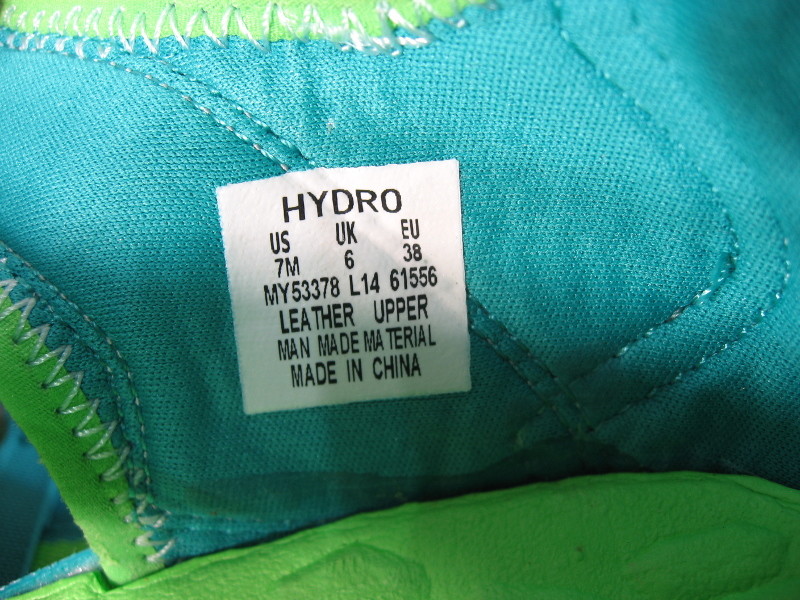 HYDRO
US UK EU
7M 6 38
MY53378 L14 61556
LEATHER UPPER
MAN MADE MATERIAL
MADE IN CHINA